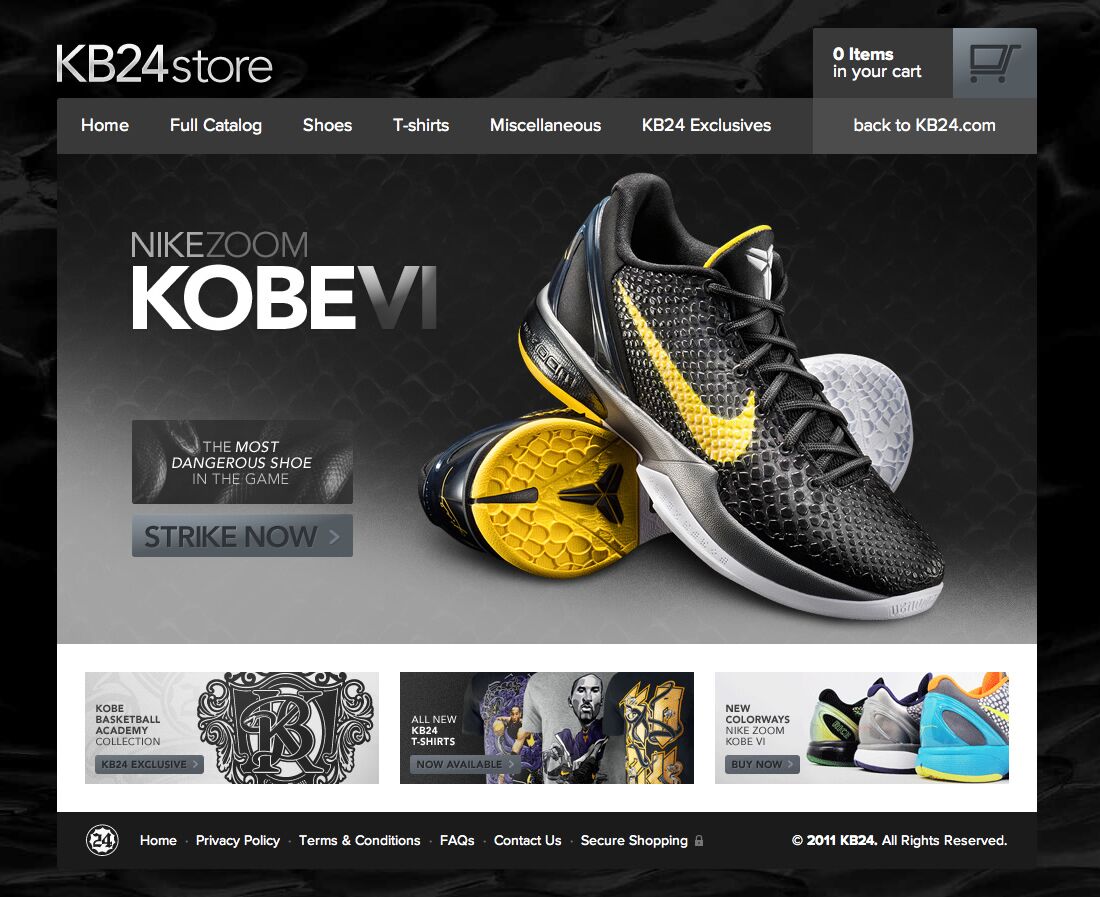 KB24store
0 Items
in your cart
Home Full Catalog Shoes T-shirts Miscellaneous KB24 Exclusives back to KB24.com
NIKEZOOM
KOBEVI
THE MOST
DANGEROUS SHOE
IN THE GAME
STRIKE NOW >
KOBE
BASKETBALL
ACADEMY
COLLECTION
KB24 EXCLUSIVE >
ALL NEW
KB24
T-SHIRTS
NOW AVAILABLE >
NEW
COLORWAYS
NIKE ZOOM
KOBE VI
BUY NOW >
24
Home · Privacy Policy · Terms & Conditions · FAQs · Contact Us · Secure Shopping
© 2011 KB24. All Rights Reserved.